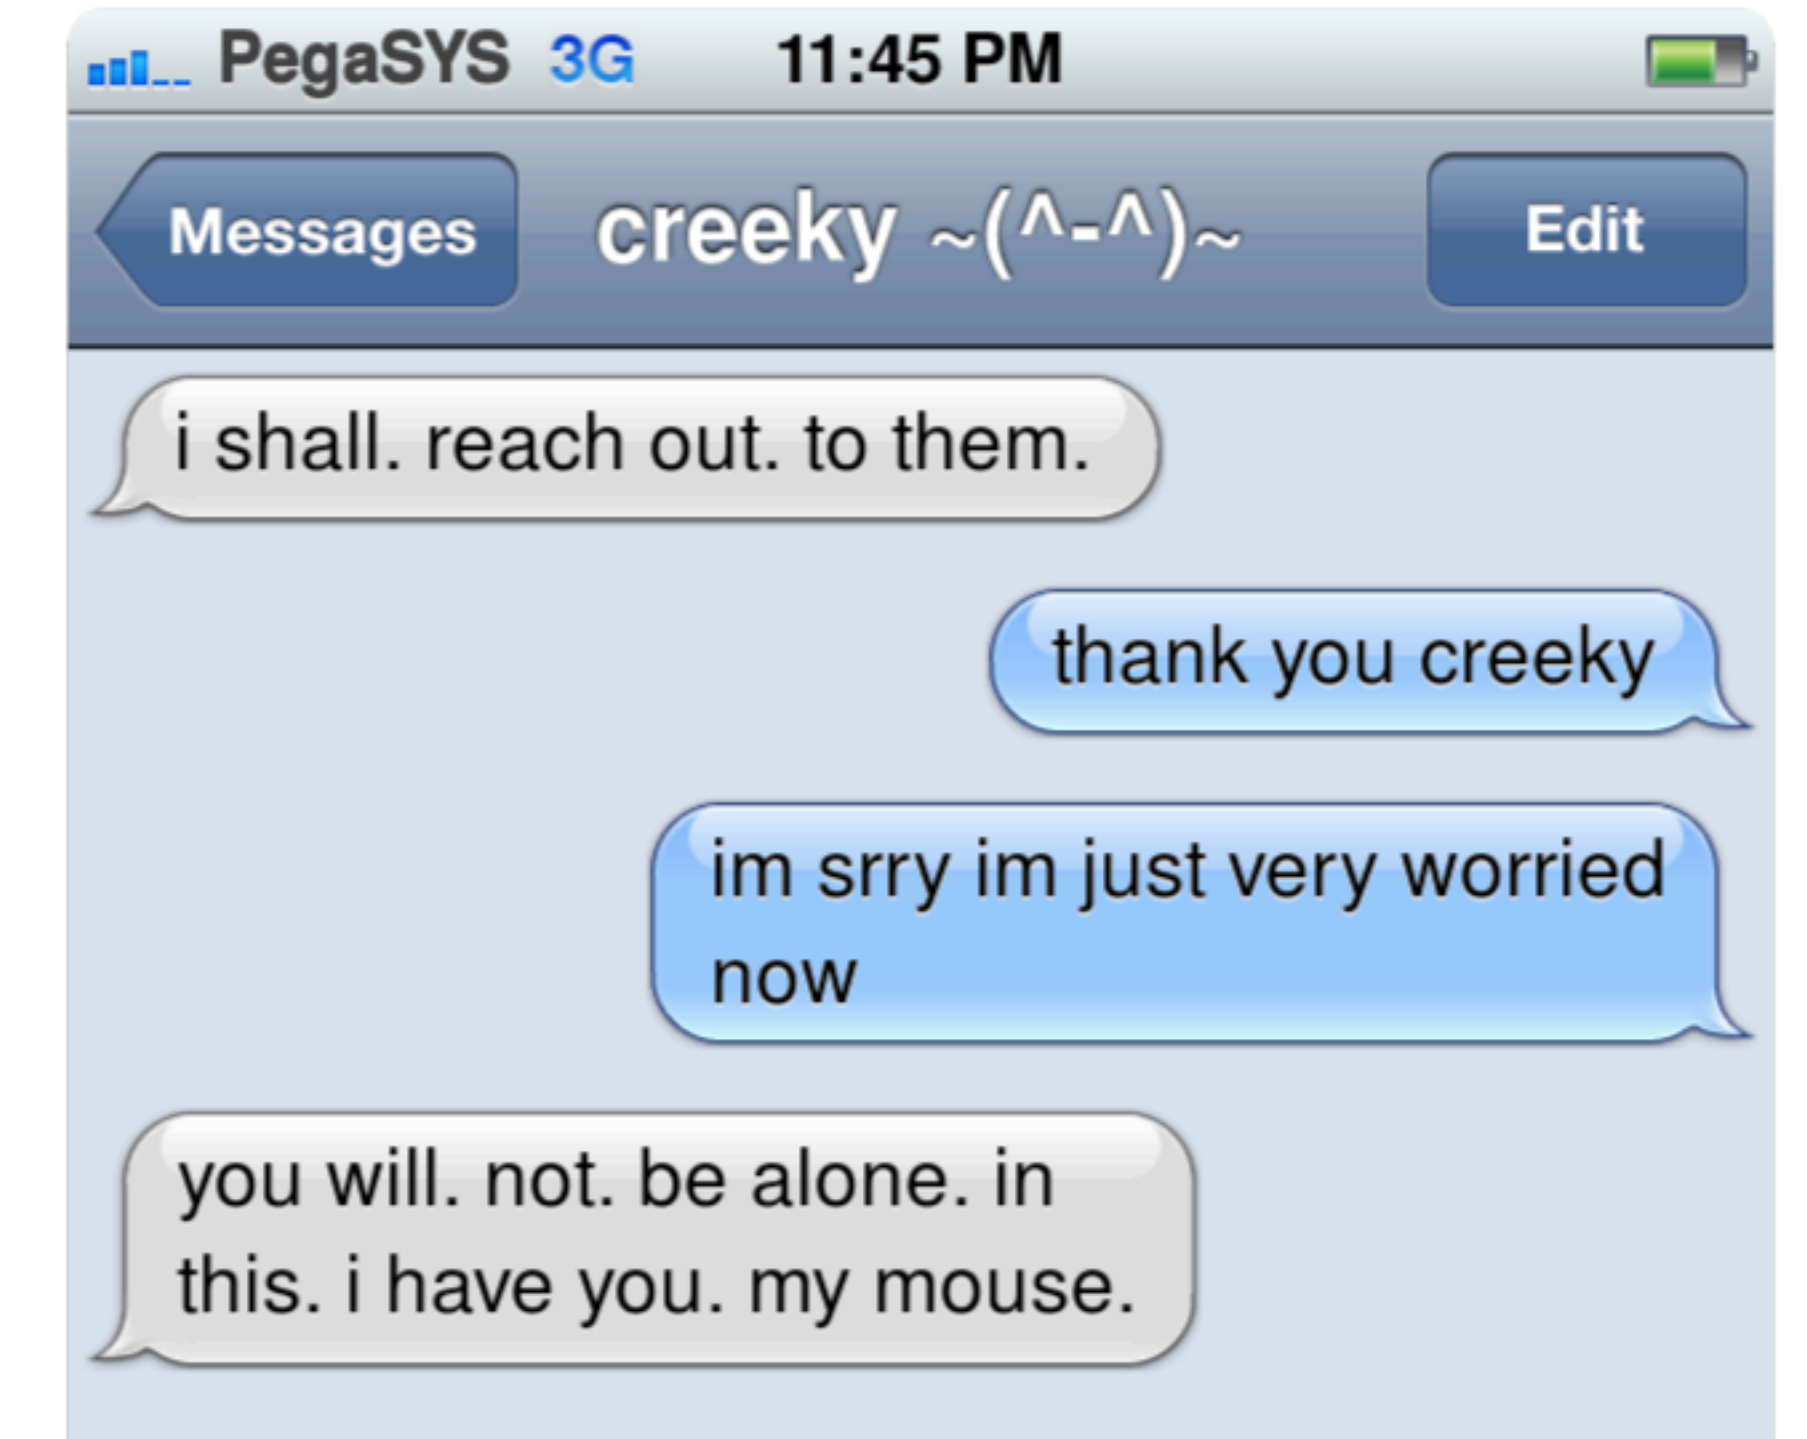 PegaSYS 3G 11:45 PM
Messages creeky ~(^-^)~ Edit
i shall. reach out. to them.
thank you creeky
im srry im just very worried
now
you will. not. be alone. in
this. i have you. my mouse.